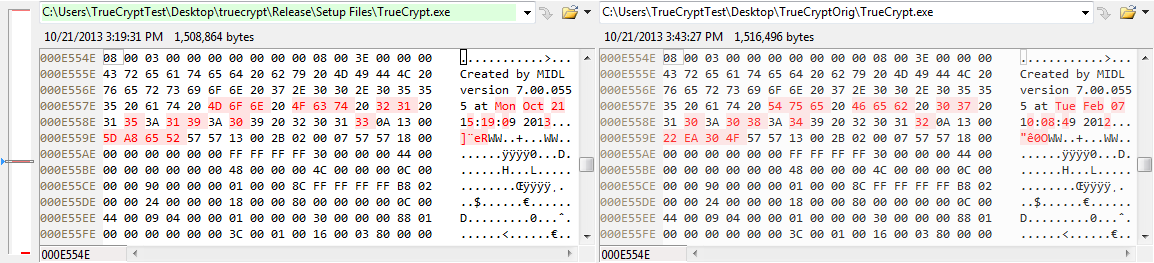 C:\Users\TrueCryptTest\Desktop\truecrypt\Release\Setup Files\TrueCrypt.exe
10/21/2013 3:19:31 PM 1,508,864 bytes
000E554E 08 00 03 00 00 00 00 00 00 00 08 00 3E 00 00 00 ............>...
000E555E 43 72 65 61 74 65 64 20 62 79 20 4D 49 44 4C 20 Created by MIDL
000E556E 76 65 72 73 69 6F 6E 20 37 2E 30 30 2E 30 35 35 version 7.00.055
000E557E 35 20 61 74 20 4D 6F 6E 20 4F 63 74 20 32 31 20 5 at Mon Oct 21
000E558E 31 35 3A 31 39 3A 30 39 20 32 30 31 33 0A 13 00 15:19:09 2013...
000E559E 5D A8 65 52 57 57 13 00 2B 02 00 07 57 57 18 00 ]¨eRWW..+...WW..
000E55AE 00 00 00 00 00 00 FF FF FF FF 30 00 00 00 44 00 ......ÿÿÿÿ0...D.
000E55BE 00 00 00 00 00 00 48 00 00 00 4C 00 00 00 0C 00 ......H...L.....
000E55CE 00 00 90 00 00 00 01 00 00 8C FF FF FF FF B8 02 .........Œÿÿÿÿ¸.
000E55DE 00 00 24 00 00 00 18 00 00 80 00 00 00 00 0C 00 ..$......€......
000E55EE 44 00 09 04 00 00 01 00 00 00 30 00 00 00 88 01 D.........0...ˆ.
000E55FE 00 00 00 00 00 00 3C 00 01 00 16 00 03 80 00 00 ......<......€..
000E554E
C:\Users\TrueCryptTest\Desktop\TrueCryptOrig\TrueCrypt.exe
10/21/2013 3:43:27 PM 1,516,496 bytes
000E554E 08 00 03 00 00 00 00 00 00 00 08 00 3E 00 00 00 ............>...
000E555E 43 72 65 61 74 65 64 20 62 79 20 4D 49 44 4C 20 Created by MIDL
000E556E 76 65 72 73 69 6F 6E 20 37 2E 30 30 2E 30 35 35 version 7.00.055
000E557E 35 20 61 74 20 54 75 65 20 46 65 62 20 30 37 20 5 at Tue Feb 07
000E558E 31 30 3A 30 38 3A 34 39 20 32 30 31 32 0A 13 00 10:08:49 2012...
000E559E 22 EA 30 4F 57 57 13 00 2B 02 00 07 57 57 18 00 "ê0OWW..+...WW..
000E55AE 00 00 00 00 00 00 FF FF FF FF 30 00 00 00 44 00 ......ÿÿÿÿ0...D.
000E55BE 00 00 00 00 00 00 48 00 00 00 4C 00 00 00 0C 00 ......H...L.....
000E55CE 00 00 90 00 00 00 01 00 00 8C FF FF FF FF B8 02 .........Œÿÿÿÿ¸.
000E55DE 00 00 24 00 00 00 18 00 00 80 00 00 00 00 0C 00 ..$......€......
000E55EE 44 00 09 04 00 00 01 00 00 00 30 00 00 00 88 01 D.........0...ˆ.
000E55FE 00 00 00 00 00 00 3C 00 01 00 16 00 03 80 00 00 ......<......€..
000E554E